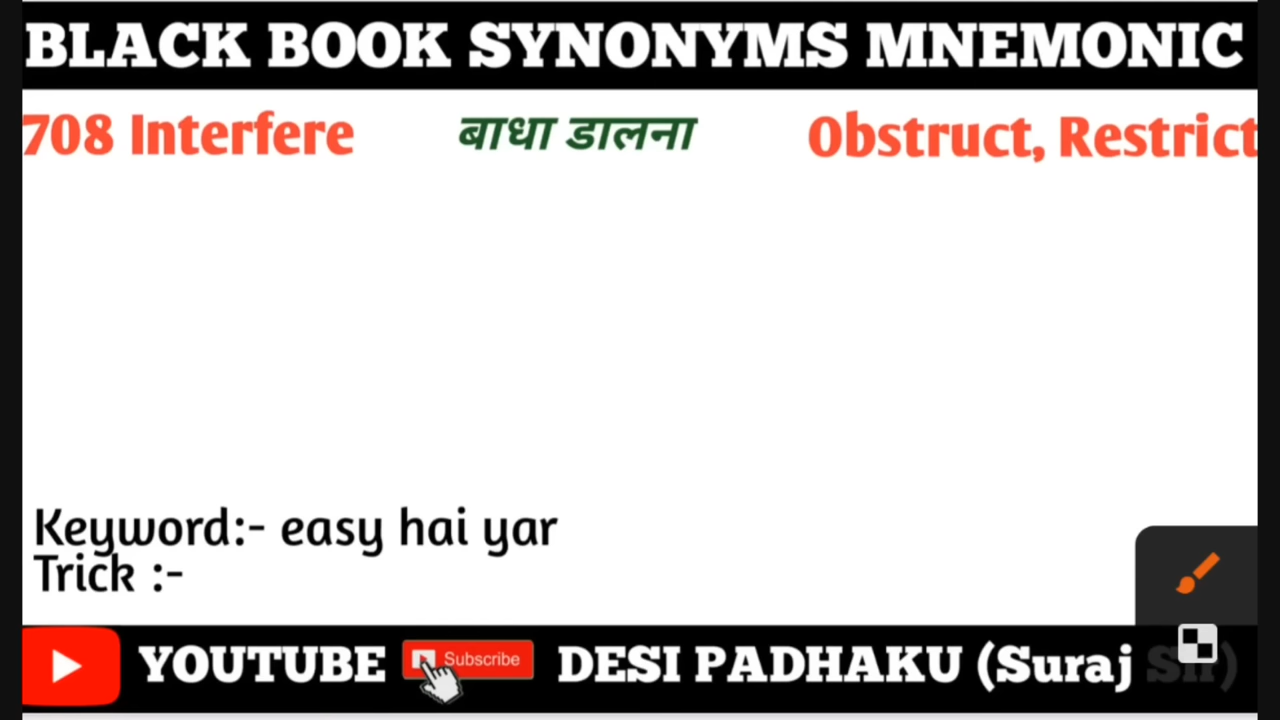 BLACK BOOK SYNONYMS MNEMONIC
708 Interfere बाधा डालना Obstruct, Restrict
Keyword:- easy hai yar
Trick :-
YOUTUBE Subscribe DESI PADHAKU (Suraj Sir)